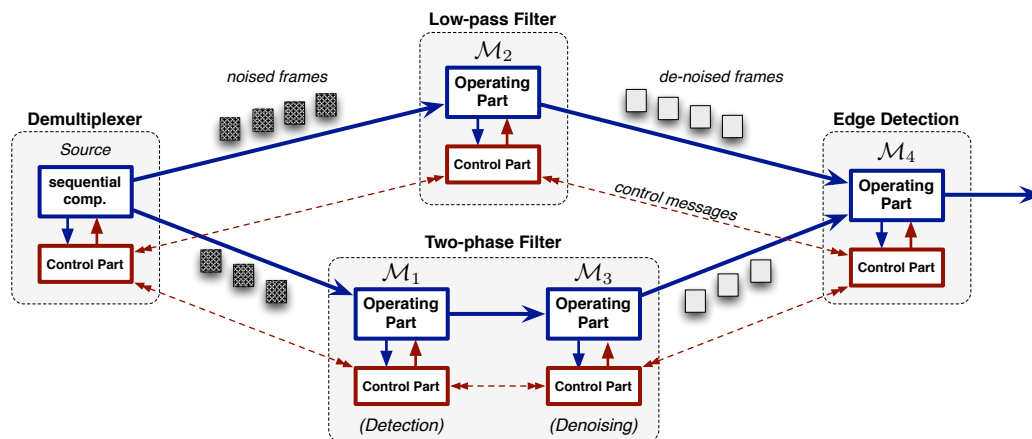 Low-pass Filter
M₂
Operating
Part
Control Part
noised frames
de-noised frames
Demultiplexer
Source
sequential
comp.
Control Part
Edge Detection
M₄
Operating
Part
Control Part
control messages
Two-phase Filter
M₁
Operating
Part
Control Part
(Detection)
M₃
Operating
Part
Control Part
(Denoising)